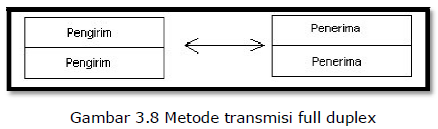 Pengirim
Pengirim
Penerima
Penerima
Gambar 3.8 Metode transmisi full duplex